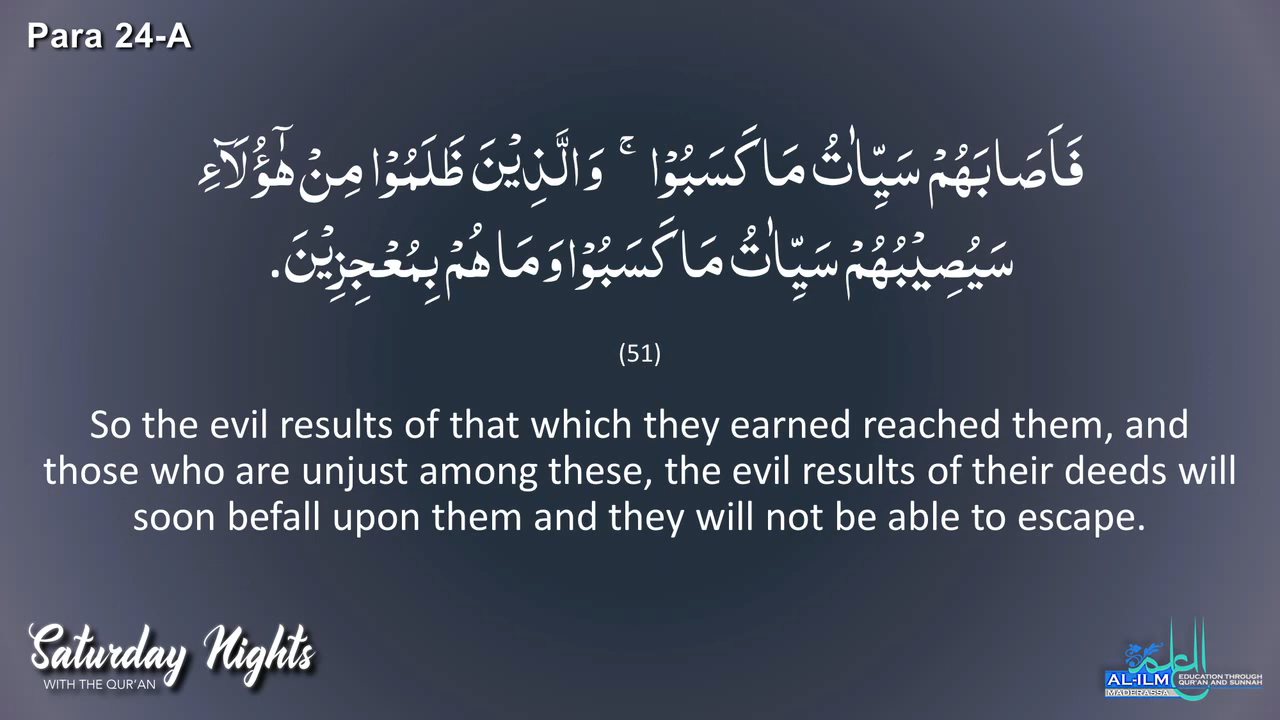 Para 24-A
فَاَصَابَهُمْ سَيِّاٰتُ مَا كَسَبُوْا ۚ وَالَّذِيْنَ ظَلَمُوْا مِنْ هٰٓؤُلَآءِ
سَيُصِيْبُهُمْ سَيِّاٰتُ مَا كَسَبُوْا وَمَا هُمْ بِمُعْجِزِيْنَ.
(51)
So the evil results of that which they earned reached them, and
those who are unjust among these, the evil results of their deeds will
soon befall upon them and they will not be able to escape.
Saturday Nights
WITH THE QUR'AN
العلم
AL-ILM
MADERASSA
EDUCATION THROUGH
QUR'AN AND SUNNAH